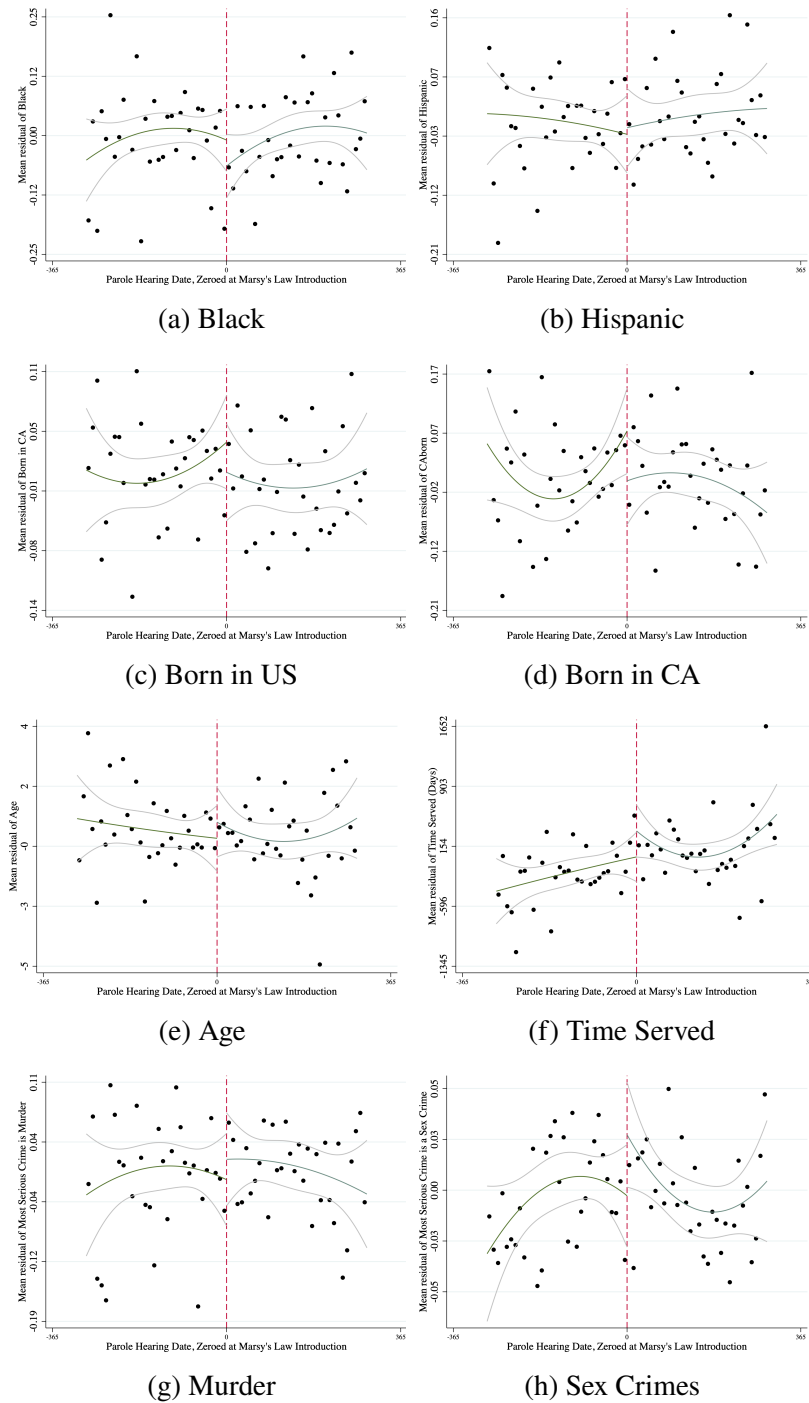 0.25
0.12
0.00
-0.12
-0.25
Mean residual of Black
-365
0
365
Parole Hearing Date, Zeroed at Marsy's Law Introduction
(a) Black
0.16
0.07
-0.03
-0.12
-0.21
Mean residual of Hispanic
-365
0
365
Parole Hearing Date, Zeroed at Marsy's Law Introduction
(b) Hispanic
0.11
0.05
-0.01
-0.08
-0.14
Mean residual of Born in CA
-365
0
365
Parole Hearing Date, Zeroed at Marsy's Law Introduction
(c) Born in US
0.17
0.07
-0.02
-0.12
-0.21
Mean residual of CAborn
-365
0
365
Parole Hearing Date, Zeroed at Marsy's Law Introduction
(d) Born in CA
4
2
-0
-3
-5
Mean residual of Age
-365
0
365
Parole Hearing Date, Zeroed at Marsy's Law Introduction
(e) Age
1652
903
154
-596
-1345
Mean residual of Time Served (Days)
-365
0
Parole Hearing Date, Zeroed at Marsy's Law Introduction
(f) Time Served
0.11
0.04
-0.04
-0.12
-0.19
Mean residual of Most Serious Crime is Murder
-365
0
365
Parole Hearing Date, Zeroed at Marsy's Law Introduction
(g) Murder
0.05
0.03
0.00
-0.03
-0.05
Mean residual of Most Serious Crime is a Sex Crime
-365
0
365
Parole Hearing Date, Zeroed at Marsy's Law Introduction
(h) Sex Crimes